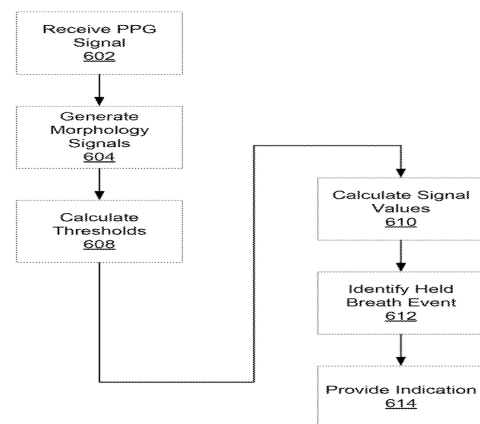 Receive PPG
Signal
602
Generate
Morphology
Signals
604
Calculate
Thresholds
608
Calculate Signal
Values
610
Identify Held
Breath Event
612
Provide Indication
614